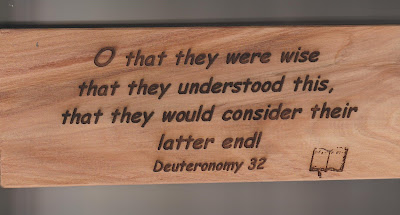 O that they were wise
that they understood this,
that they would consider their
latter end!
Deuteronomy 32